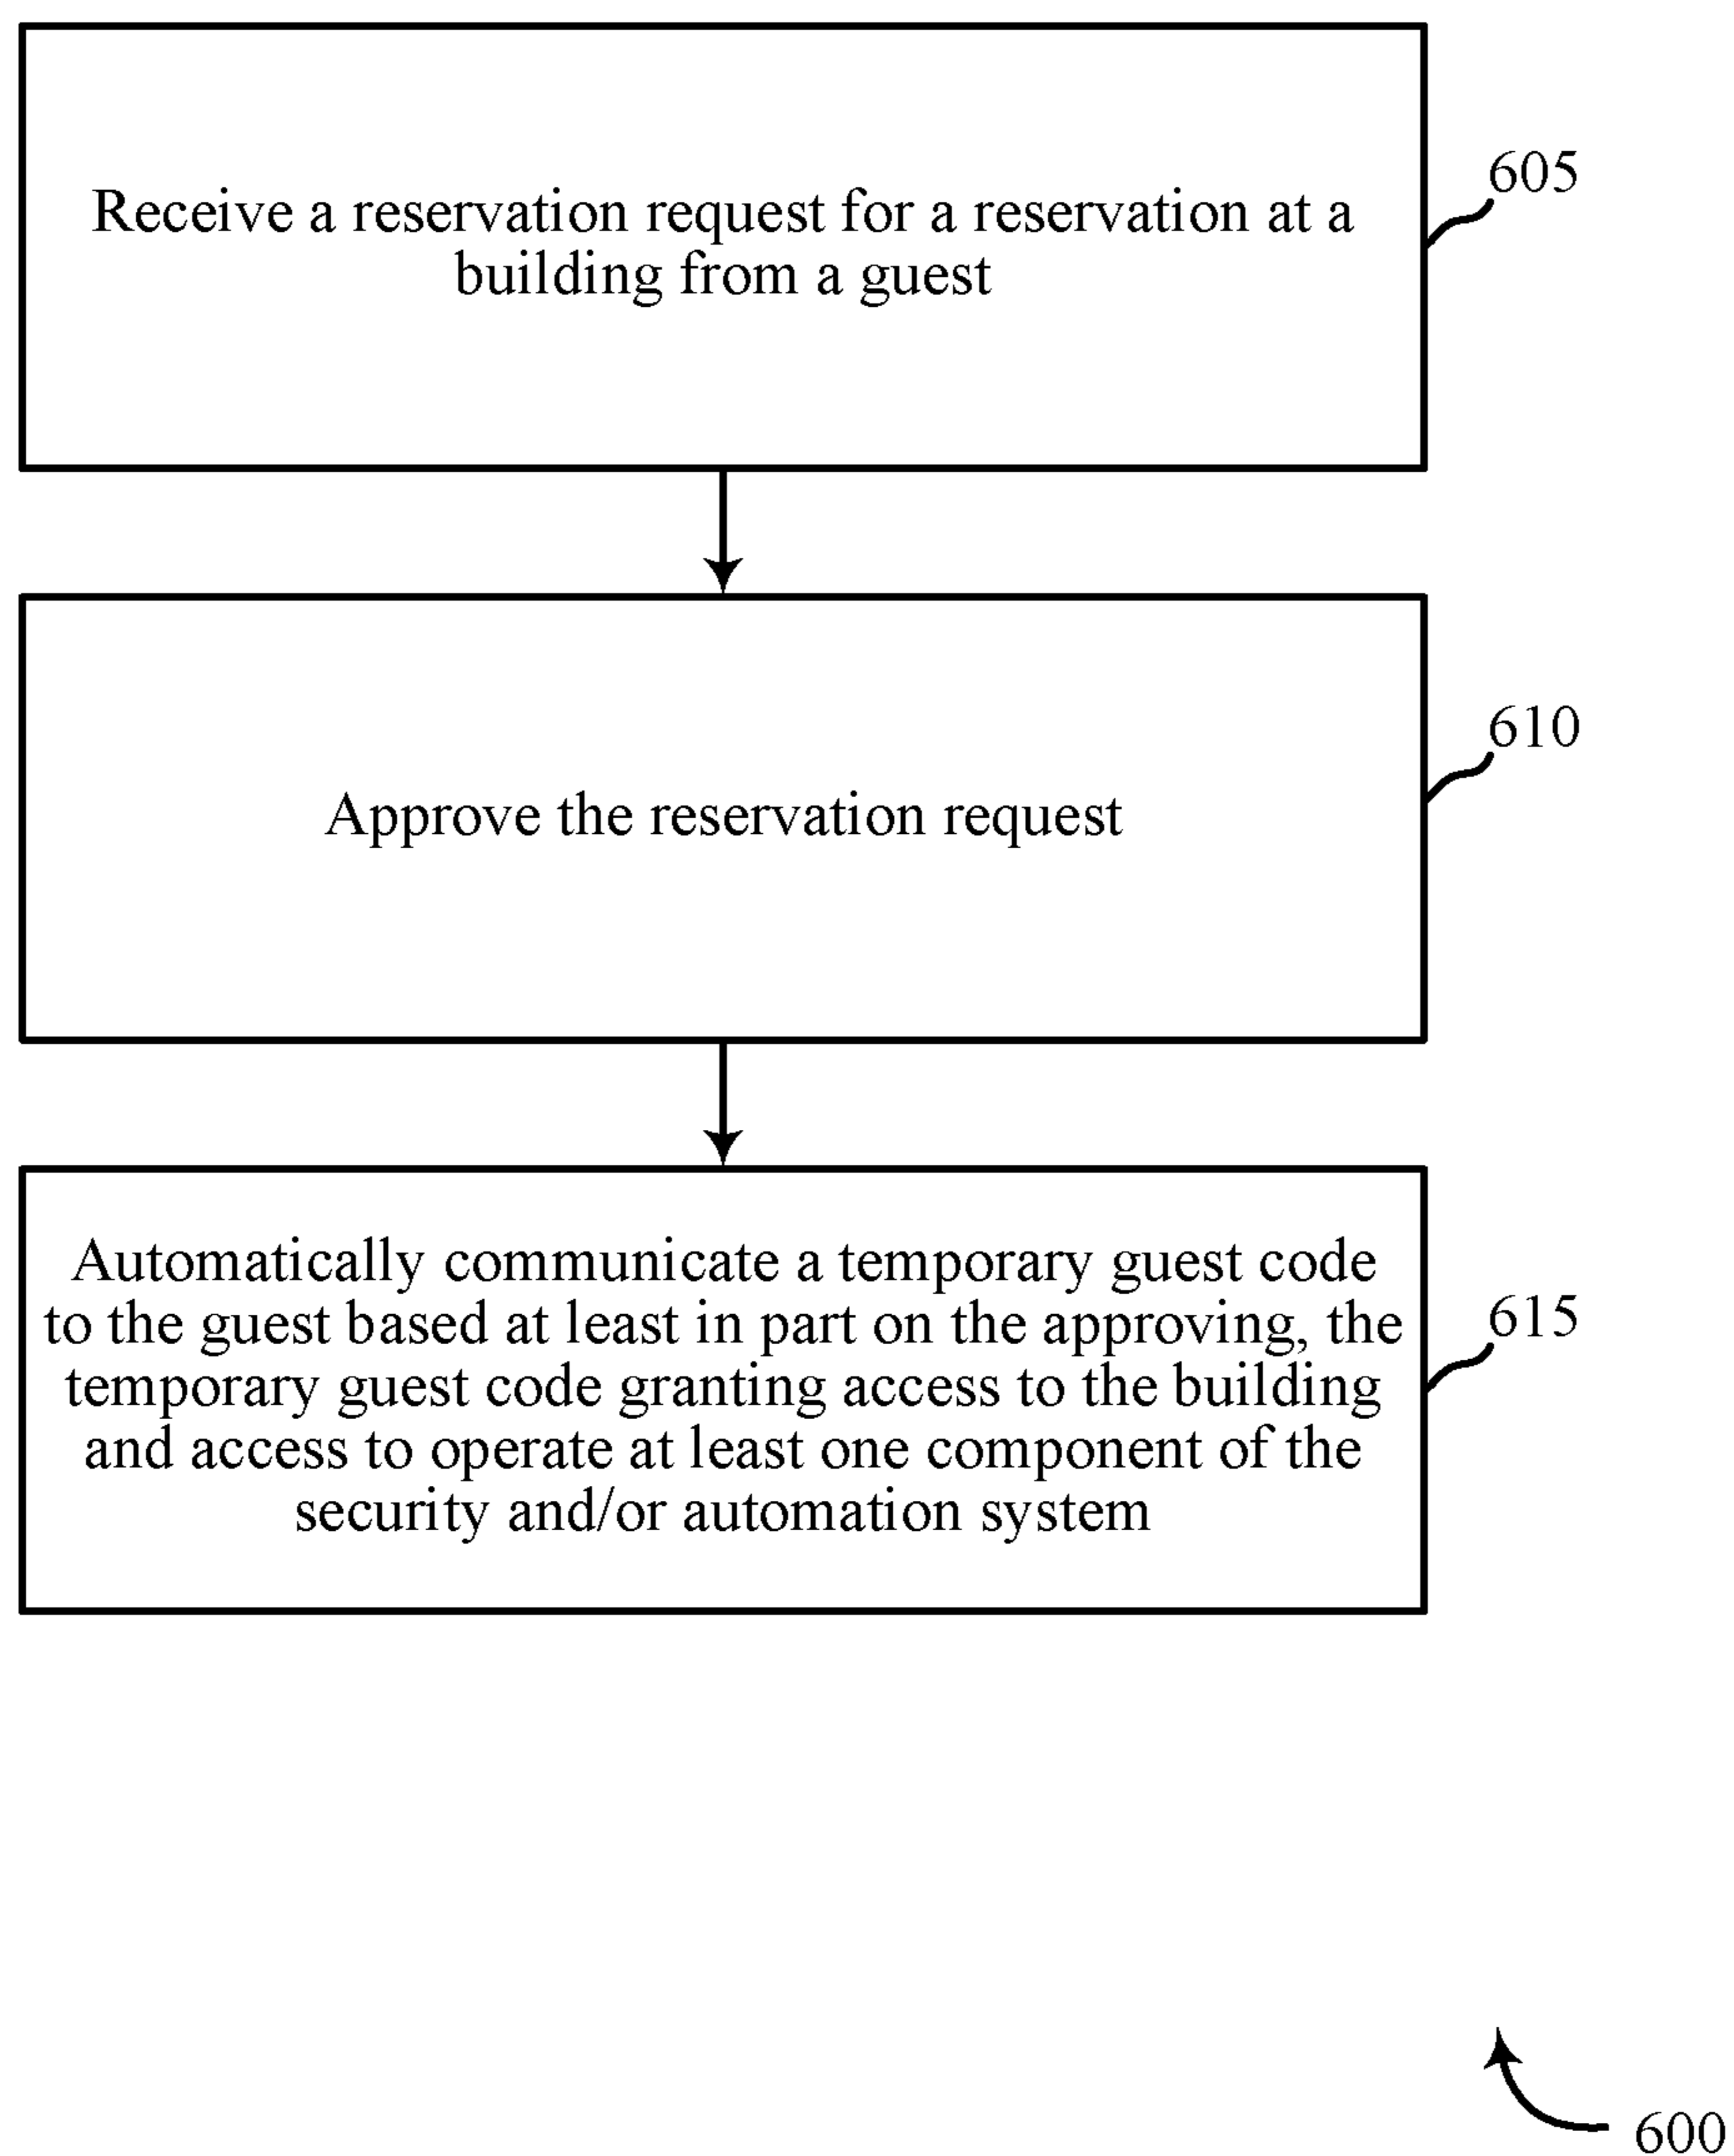 Receive a reservation request for a reservation at a
building from a guest
605
Approve the reservation request
610
Automatically communicate a temporary guest code
to the guest based at least in part on the approving, the
temporary guest code granting access to the building
and access to operate at least one component of the
security and/or automation system
615
600